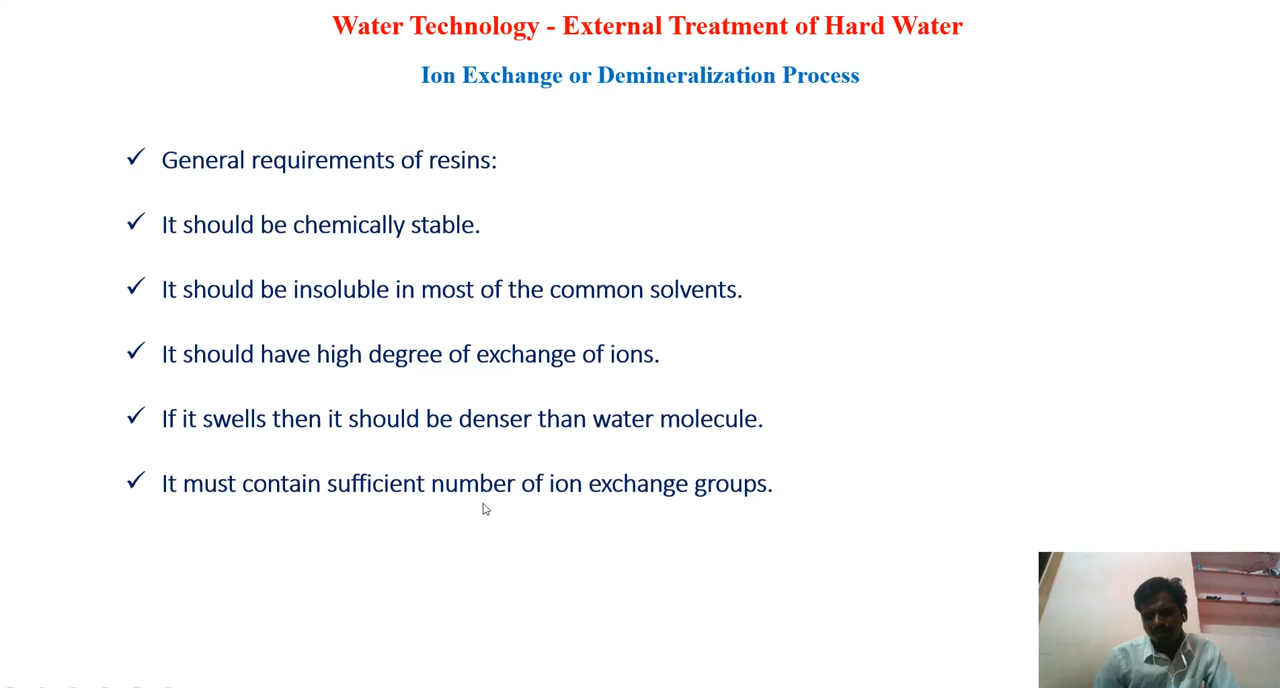 Water Technology - External Treatment of Hard Water
Ion Exchange or Demineralization Process
General requirements of resins:
It should be chemically stable.
It should be insoluble in most of the common solvents.
It should have high degree of exchange of ions.
If it swells then it should be denser than water molecule.
It must contain sufficient number of ion exchange groups.